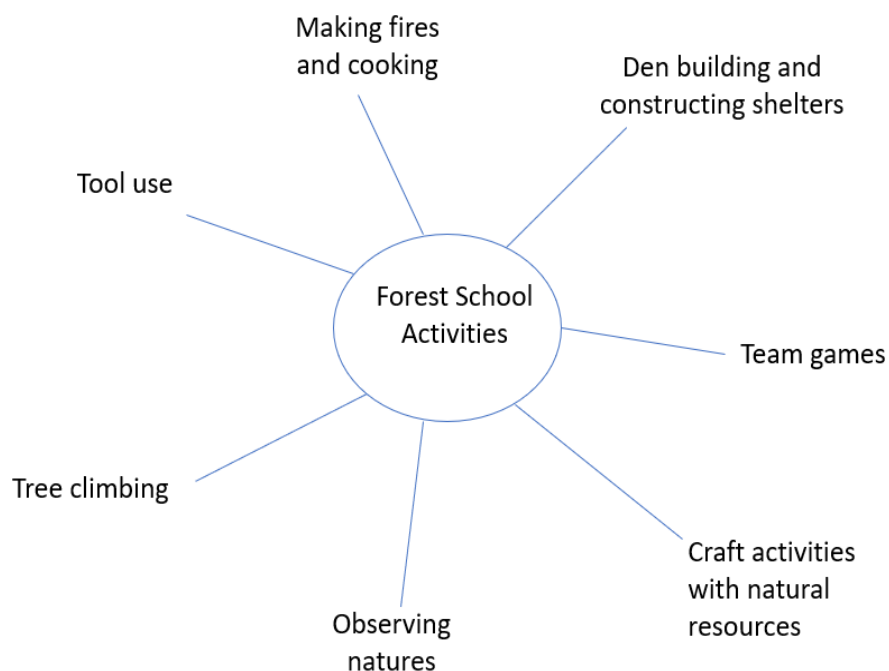 Making fires
and cooking
Den building and
constructing shelters
Tool use
Forest School
Activities
Team games
Tree climbing
Craft activities
with natural
resources
Observing
natures